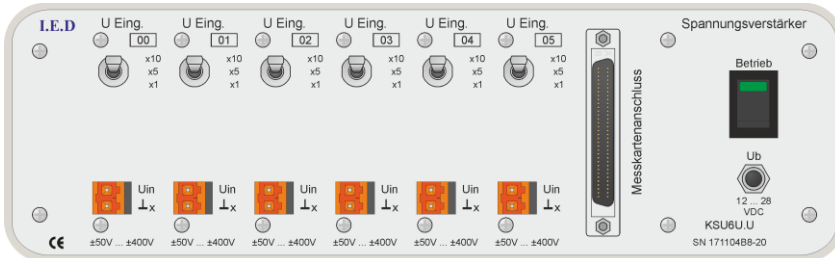 I.E.D
U Eing. U Eing. U Eing. U Eing. U Eing. U Eing.
00 01 02 03 04 05
x10 x10 x10 x10 x10 x10
x5 x5 x5 x5 x5 x5
x1 x1 x1 x1 x1 x1
Uin Uin Uin Uin Uin Uin
⊥x ⊥x ⊥x ⊥x ⊥x ⊥x
CE
±50V ... ±400V ±50V ... ±400V ±50V ... ±400V ±50V ... ±400V ±50V ... ±400V ±50V ... ±400V
Messkartenanschluss
Spannungsverstärker
Betrieb
Ub
12 ... 28
VDC
KSU6U.U
SN 171104B8-20